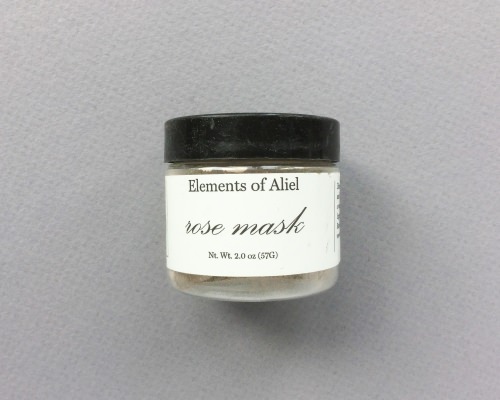 Elements of Aliel
rose mask
Nt. Wt. 2.0 oz (57G)